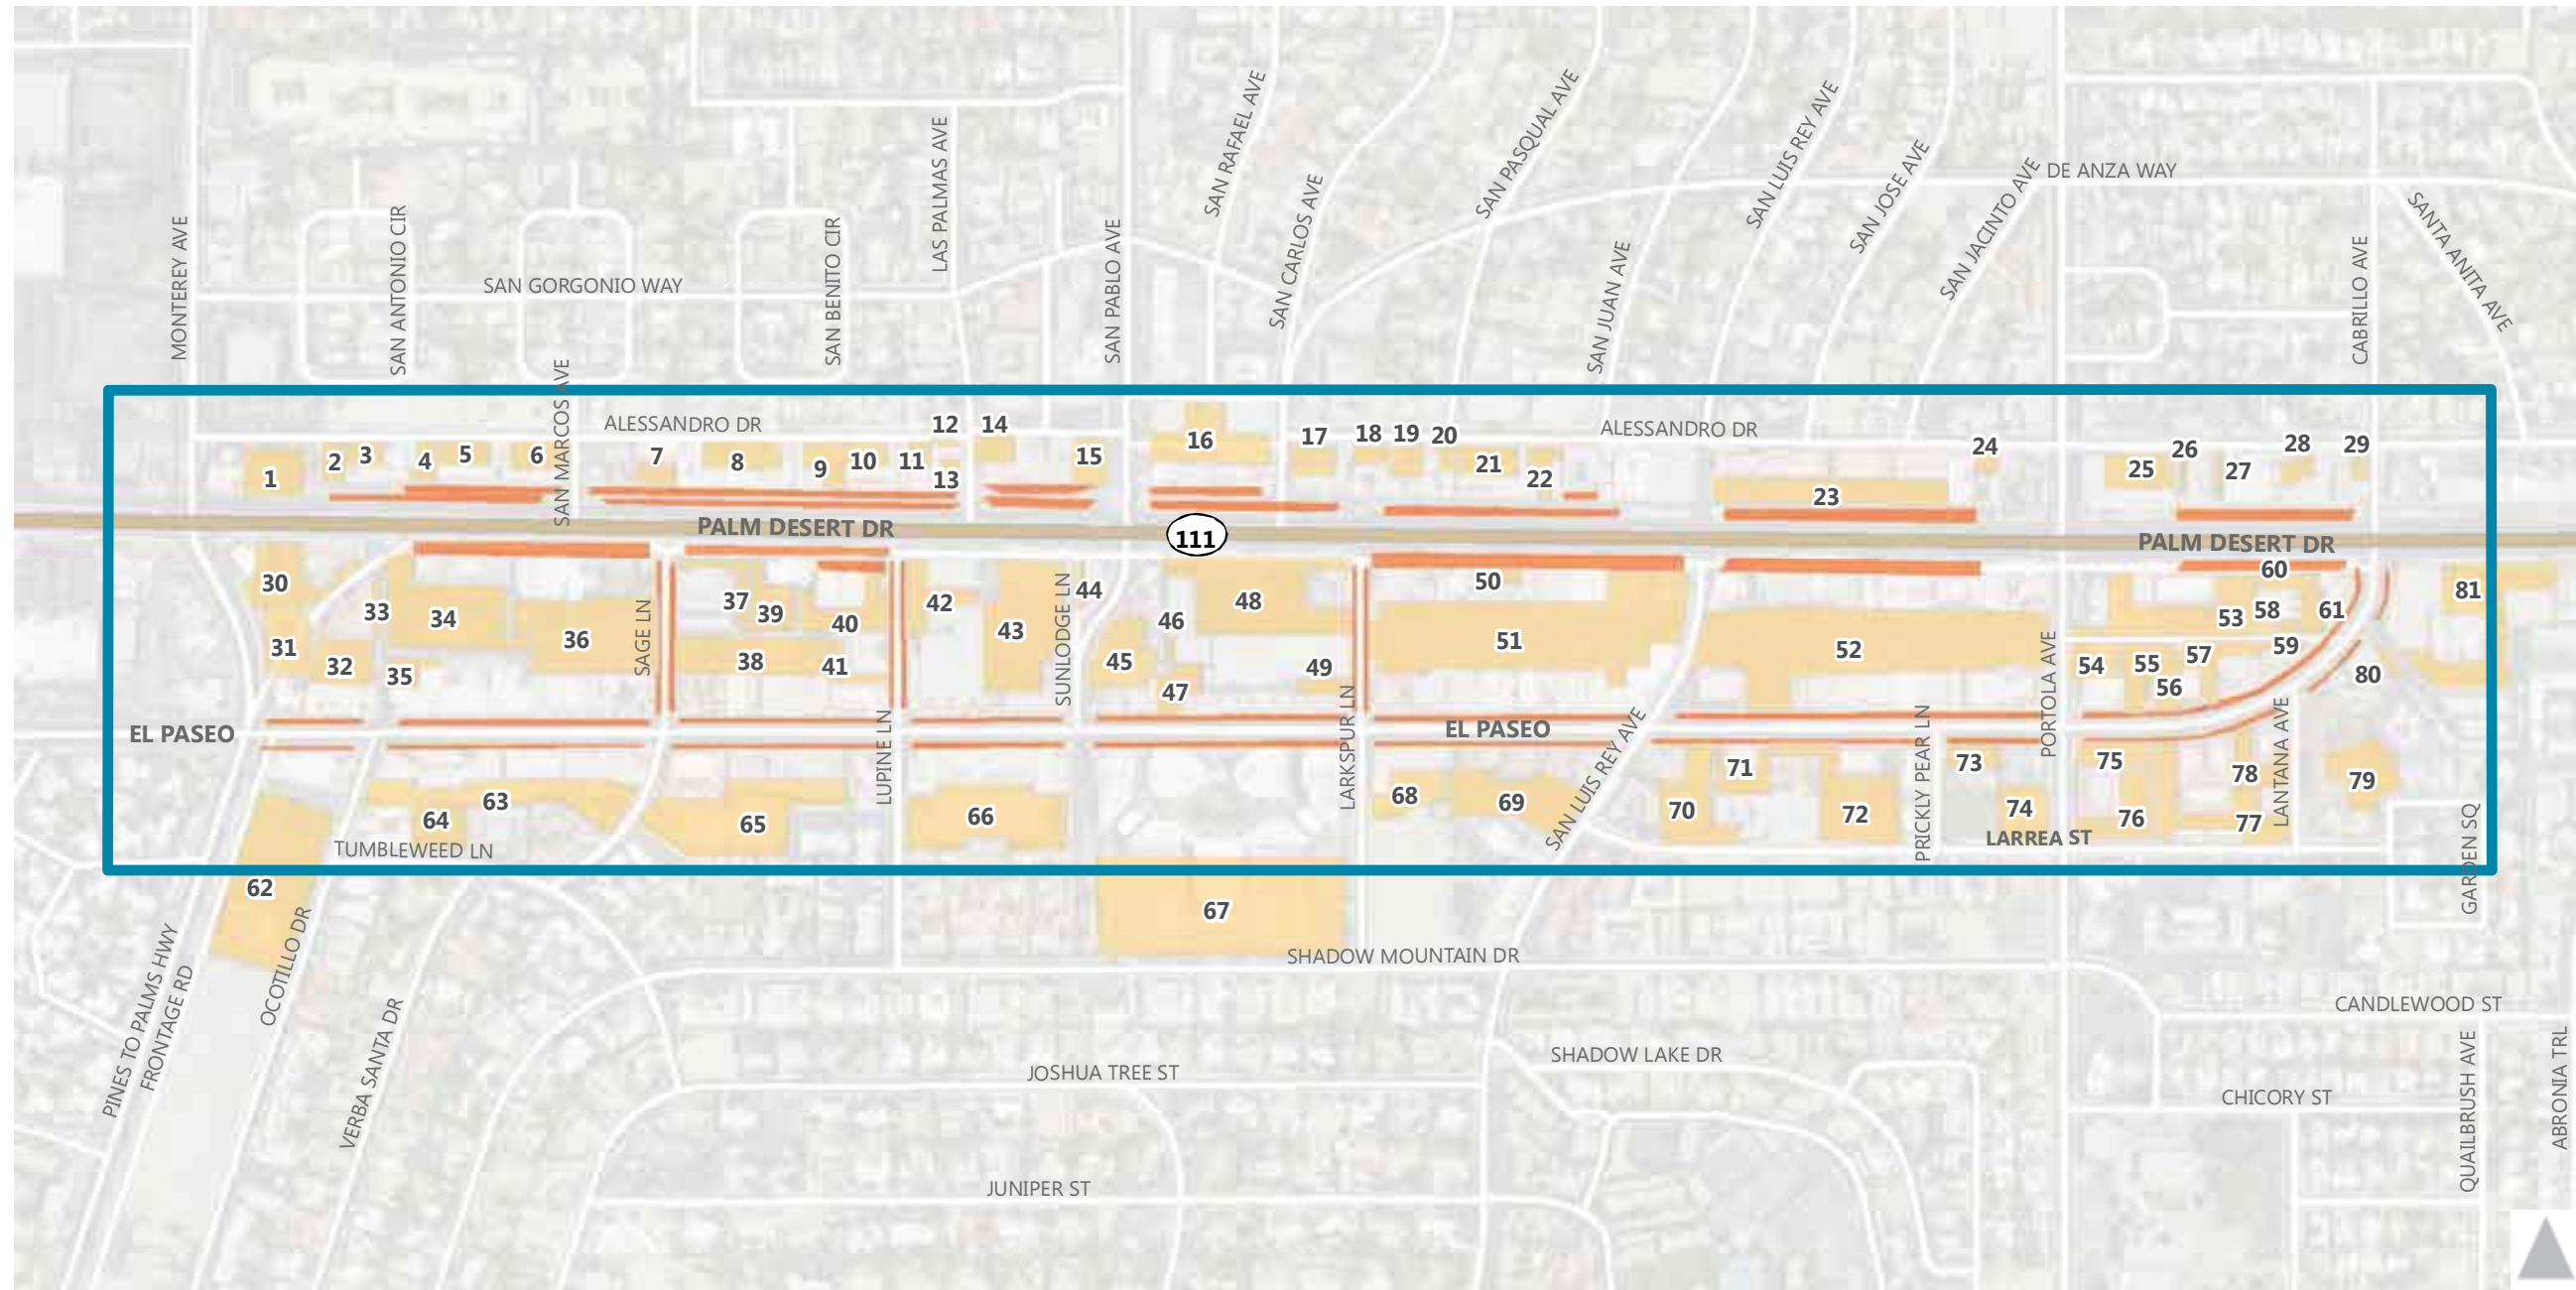 MONTEREY AVE
SAN ANTONIO CIR
SAN GORGONIO WAY
SAN MARCOS AVE
SAN BENITO CIR
LAS PALMAS AVE
SAN PABLO AVE
SAN RAFAEL AVE
SAN CARLOS AVE
SAN PASQUAL AVE
SAN JUAN AVE
SAN LUIS REY AVE
SAN JOSE AVE
SAN JACINTO AVE
DE ANZA WAY
CABRILLO AVE
SANTA ANITA AVE
ALESSANDRO DR
ALESSANDRO DR
1
2
3
4
5
6
7
8
9
10
11
12
13
14
15
16
17
18
19
20
21
22
23
24
25
26
27
28
29
PALM DESERT DR
111
PALM DESERT DR
30
31
32
33
34
35
36
SAGE LN
37
38
39
40
41
42
43
SUNLODGE LN
44
45
46
47
48
49
50
51
52
PORTOLA AVE
53
54
55
56
57
58
59
60
61
80
81
EL PASEO
EL PASEO
LUPINE LN
LARKSPUR LN
SAN LUIS REY AVE
PRICKLY PEAR LN
LANTANA AVE
62
63
64
65
66
67
68
69
70
71
72
73
74
75
76
77
78
79
TUMBLEWEED LN
LARREA ST
GARDEN SQ
PINES TO PALMS HWY
FRONTAGE RD
OCOTILLO DR
VERBA SANTA DR
SHADOW MOUNTAIN DR
CANDLEWOOD ST
JOSHUA TREE ST
SHADOW LAKE DR
CHICORY ST
QUAILBRUSH AVE
ABRONIA TRL
JUNIPER ST